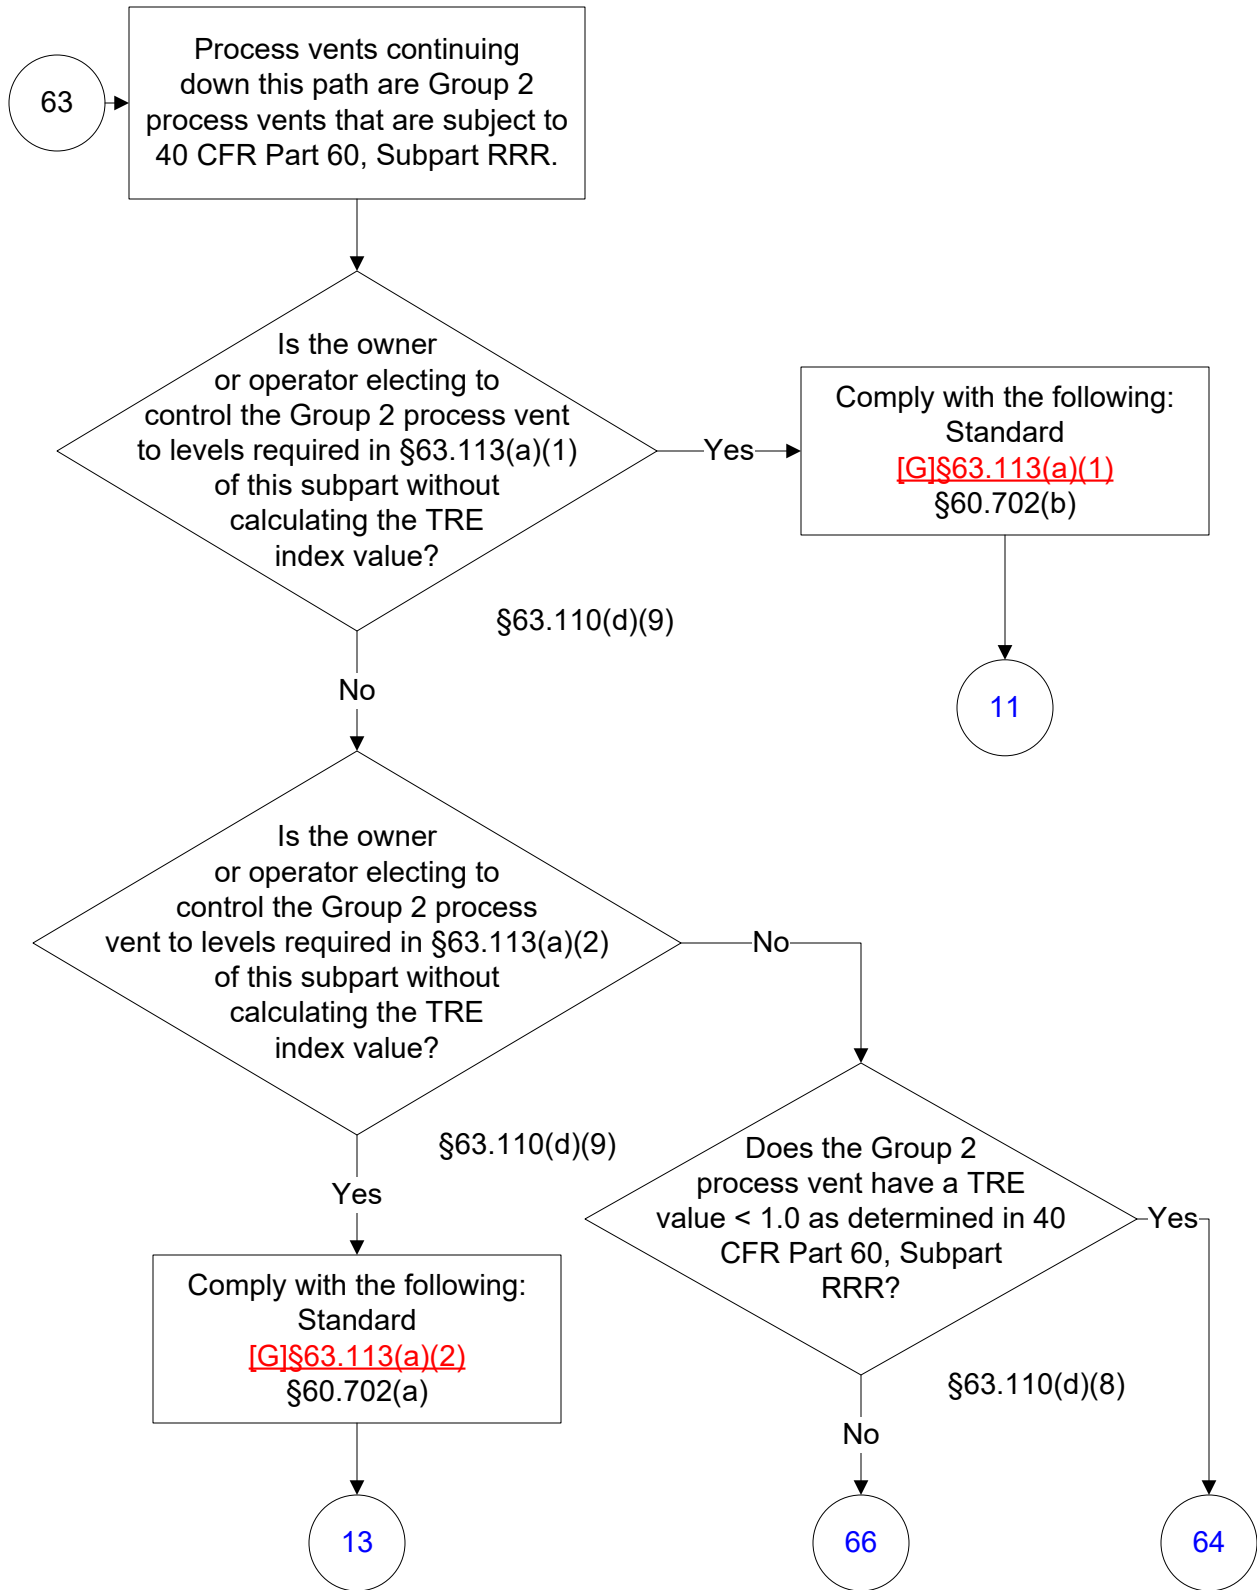 63
Process vents continuing
down this path are Group 2
process vents that are subject to
40 CFR Part 60, Subpart RRR.
Is the owner
or operator electing to
control the Group 2 process vent
to levels required in §63.113(a)(1)
of this subpart without
calculating the TRE
index value?
Yes
Comply with the following:
Standard
[G]§63.113(a)(1)
§60.702(b)
§63.110(d)(9)
No
11
Is the owner
or operator electing to
control the Group 2 process
vent to levels required in §63.113(a)(2)
of this subpart without
calculating the TRE
index value?
No
§63.110(d)(9)
Yes
Does the Group 2
process vent have a TRE
value < 1.0 as determined in 40
CFR Part 60, Subpart
RRR?
Yes
Comply with the following:
Standard
[G]§63.113(a)(2)
§60.702(a)
§63.110(d)(8)
No
13
66
64